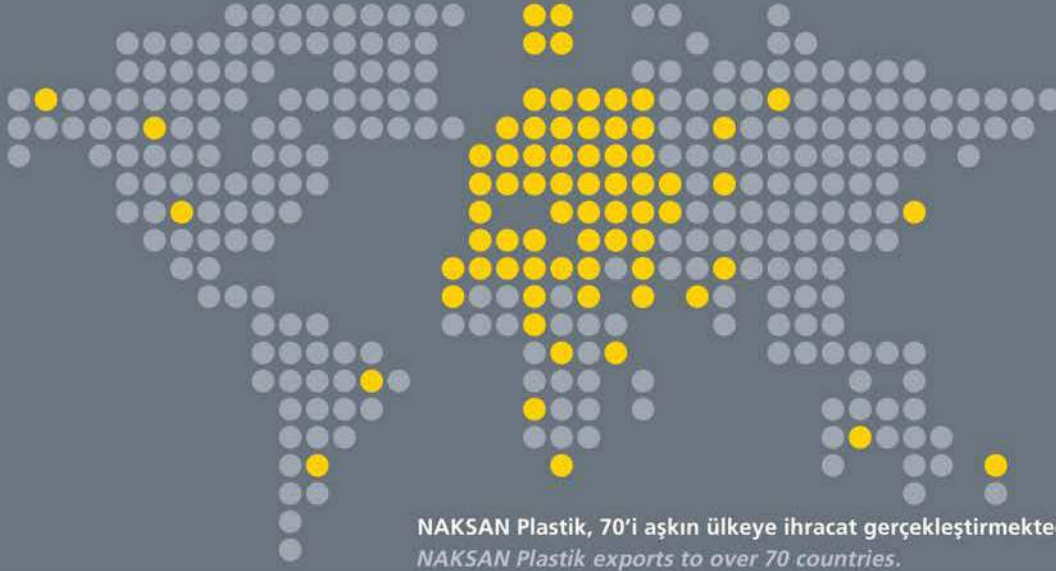 NAKSAN Plastik, 70'i aşkın ülkeye ihracat gerçekleştirmekte
NAKSAN Plastik exports to over 70 countries.